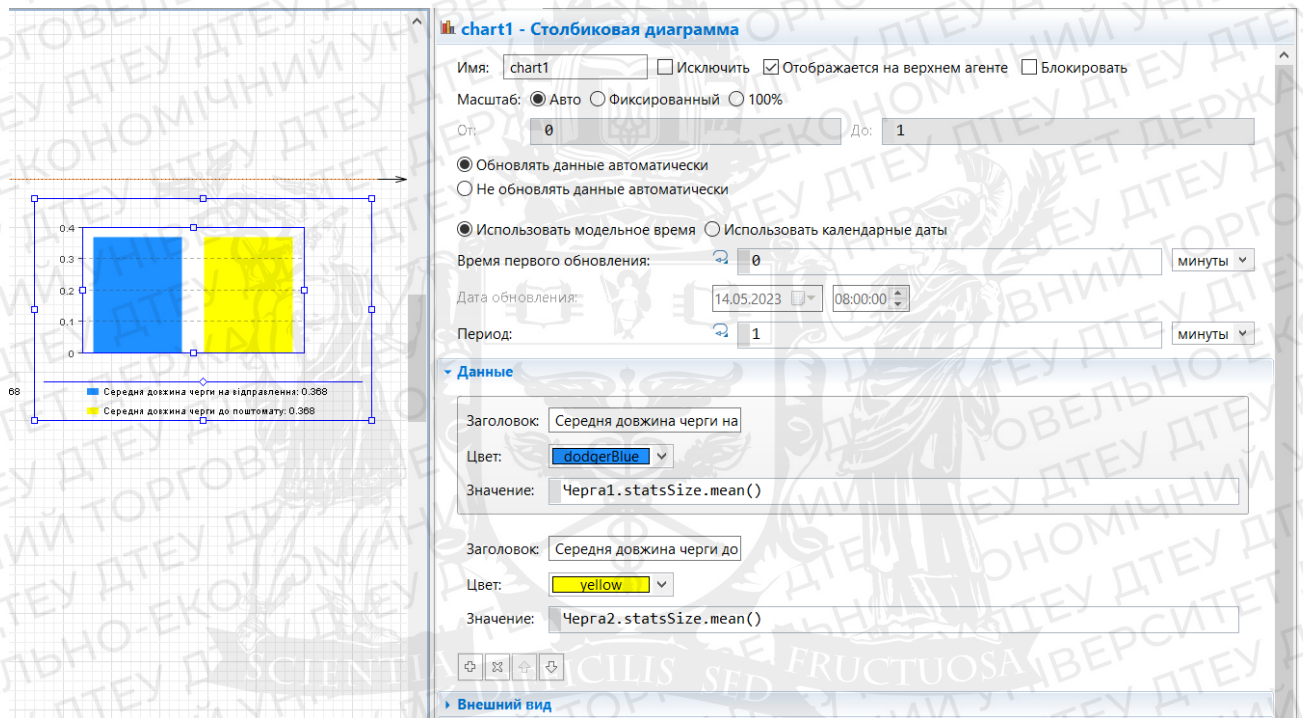 chart1 - Столбиковая диаграмма
Имя: chart1 Исключить Отображается на верхнем агенте Блокировать
Масштаб: Авто Фиксированный 100%
От: 0 До: 1
Обновлять данные автоматически
Не обновлять данные автоматически
Использовать модельное время Использовать календарные даты
Время первого обновления: 0 минуты
Дата обновления: 14.05.2023 08:00:00
Период: 1 минуты
Данные
Заголовок: Середня довжина черги на
Цвет: dodgerBlue
Значение: Черга1.statsSize.mean()
Заголовок: Середня довжина черги до
Цвет: yellow
Значение: Черга2.statsSize.mean()
Внешний вид
0.4
0.3
0.2
0.1
0
68
Середня довжина черги на відправлення: 0.368
Середня довжина черги до поштомату: 0.368
SCIENTIA DIFFICILIS SED FRUCTUOSA